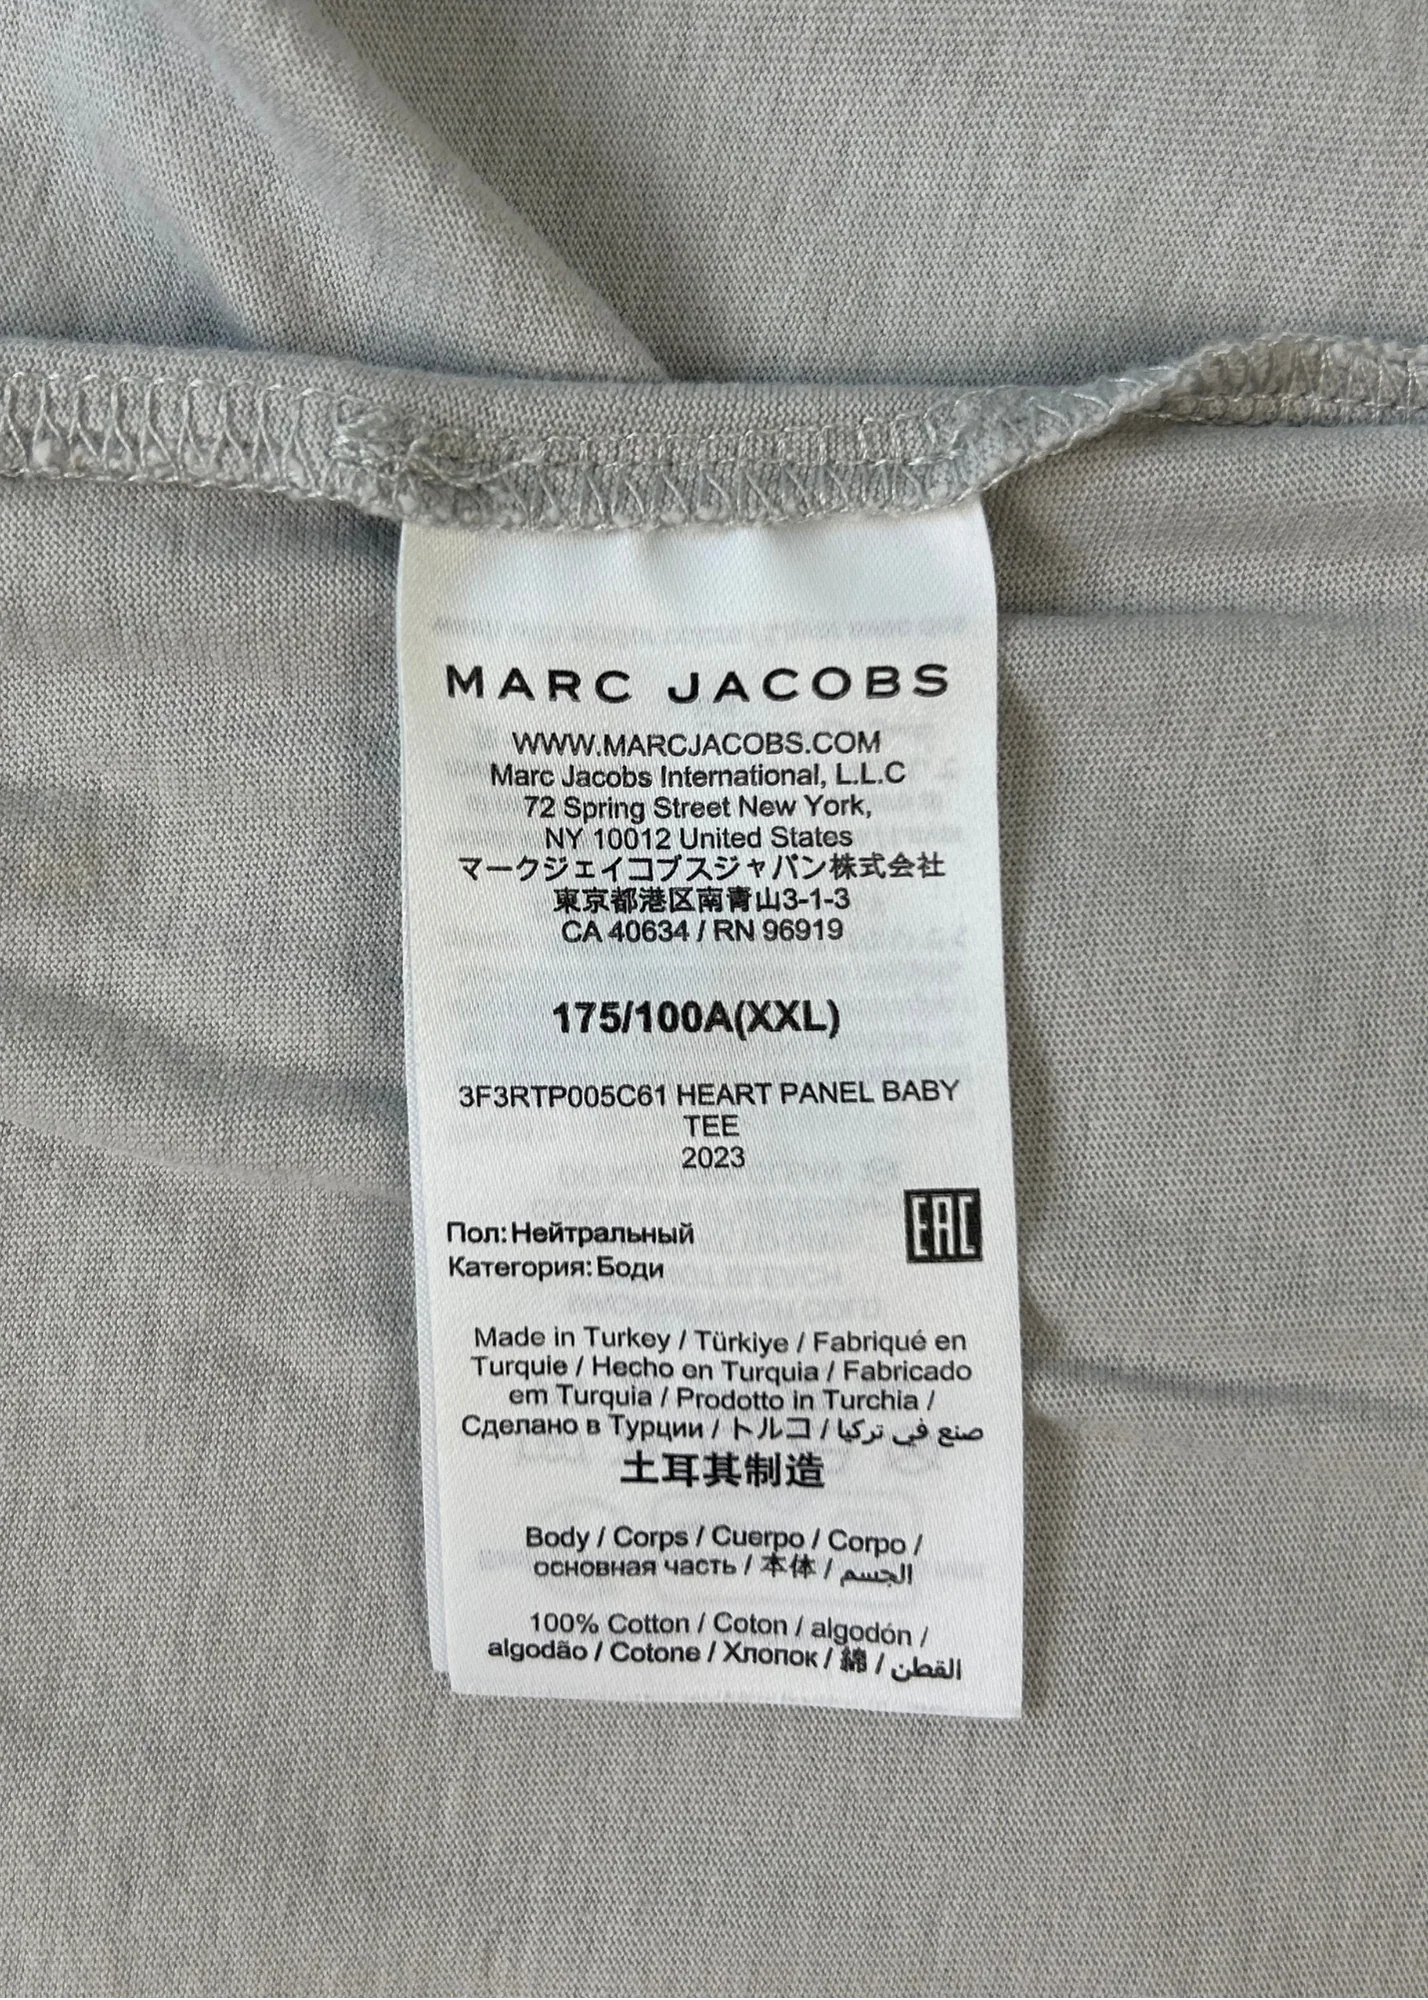 MARC JACOBS
WWW.MARCJACOBS.COM
Marc Jacobs International, L.L.C
72 Spring Street New York,
NY 10012 United States
マークジェイコブスジャパン株式会社
東京都港区南青山3-1-3
CA 40634 / RN 96919
175/100A(XXL)
3F3RTP005C61 HEART PANEL BABY
TEE
2023
EAC
Пол: Нейтральный
Категория: Боди
Made in Turkey / Türkiye / Fabriqué en
Turquie / Hecho en Turquia / Fabricado
em Turquia / Prodotto in Turchia /
Сделано в Турции / トルコ / صنع في تركيا
土耳其制造
Body / Corps / Cuerpo / Corpo /
основная часть / 本体 / الجسم
100% Cotton / Coton / algodón /
algodão / Cotone / Хлопок / 綿 / القطن